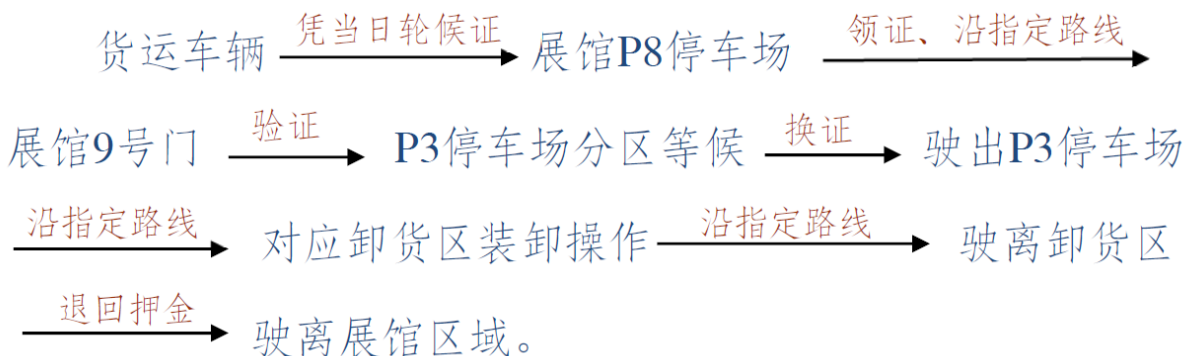 货运车辆 凭当日轮候证 展馆P8停车场 领证、沿指定路线
展馆9号门 验证 P3停车场分区等候 换证 驶出P3停车场
沿指定路线 对应卸货区装卸操作 沿指定路线 驶离卸货区
退回押金 驶离展馆区域。